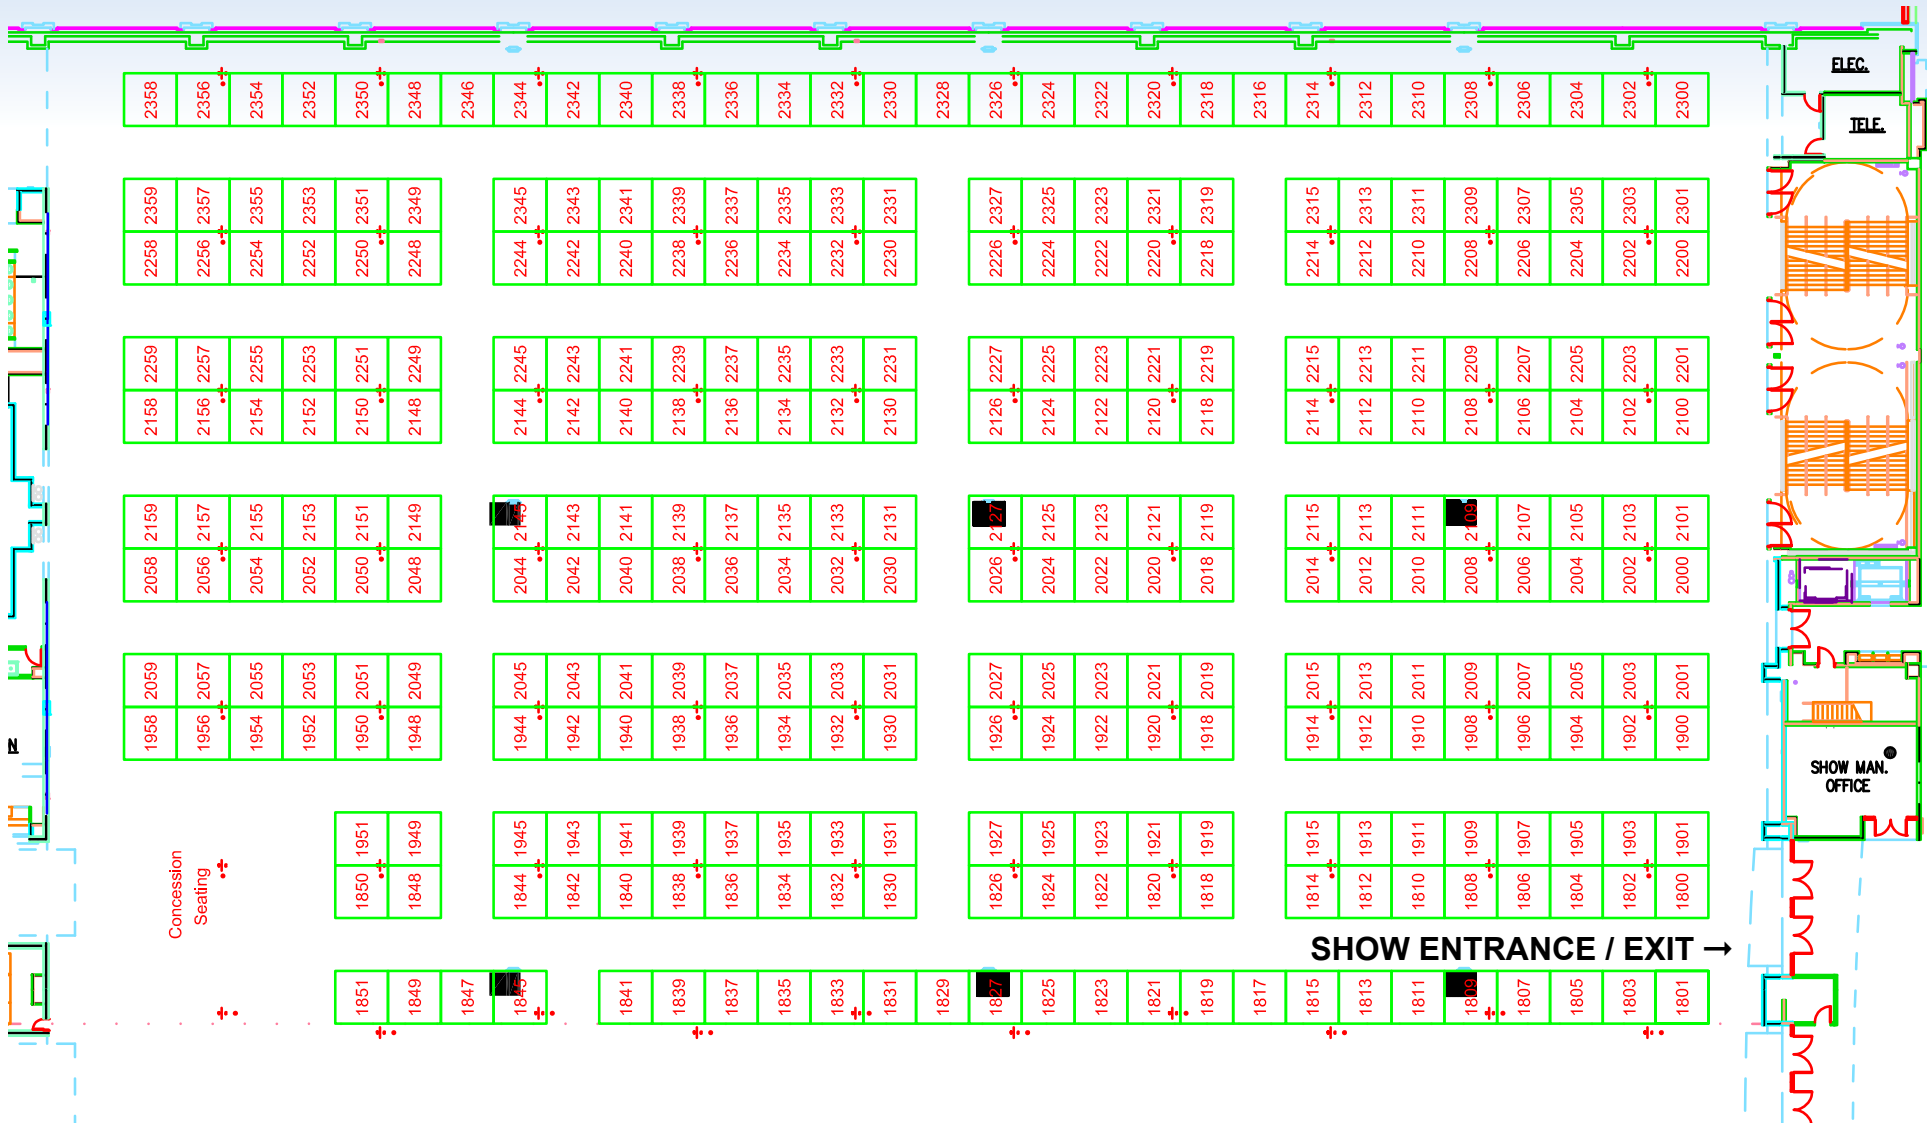 ELEC.
2358 2356 2354 2352 2350 2348 2346 2344 2342 2340 2338 2336 2334 2332 2330 2328 2326 2324 2322 2320 2318 2316 2314 2312 2310 2308 2306 2304 2302 2300
TELE.
2359 2357 2355 2353 2351 2349 2345 2343 2341 2339 2337 2335 2333 2331 2327 2325 2323 2321 2319 2315 2313 2311 2309 2307 2305 2303 2301
2258 2256 2254 2252 2250 2248 2244 2242 2240 2238 2236 2234 2232 2230 2226 2224 2222 2220 2218 2214 2212 2210 2208 2206 2204 2202 2200
2259 2257 2255 2253 2251 2249 2245 2243 2241 2239 2237 2235 2233 2231 2227 2225 2223 2221 2219 2215 2213 2211 2209 2207 2205 2203 2201
2158 2156 2154 2152 2150 2148 2144 2142 2140 2138 2136 2134 2132 2130 2126 2124 2122 2120 2118 2114 2112 2110 2108 2106 2104 2102 2100
2159 2157 2155 2153 2151 2149 2145 2143 2141 2139 2137 2135 2133 2131 2127 2125 2123 2121 2119 2115 2113 2111 2109 2107 2105 2103 2101
2058 2056 2054 2052 2050 2048 2044 2042 2040 2038 2036 2034 2032 2030 2026 2024 2022 2020 2018 2014 2012 2010 2008 2006 2004 2002 2000
2059 2057 2055 2053 2051 2049 2045 2043 2041 2039 2037 2035 2033 2031 2027 2025 2023 2021 2019 2015 2013 2011 2009 2007 2005 2003 2001
1958 1956 1954 1952 1950 1948 1944 1942 1940 1938 1936 1934 1932 1930 1926 1924 1922 1920 1918 1914 1912 1910 1908 1906 1904 1902 1900
N
SHOW MAN.
OFFICE
1951 1949 1945 1943 1941 1939 1937 1935 1933 1931 1927 1925 1923 1921 1919 1915 1913 1911 1909 1907 1905 1903 1901
Concession
Seating
1850 1848 1844 1842 1840 1838 1836 1834 1832 1830 1826 1824 1822 1820 1818 1814 1812 1810 1808 1806 1804 1802 1800
SHOW ENTRANCE / EXIT →
1851 1849 1847 1845 1841 1839 1837 1835 1833 1831 1829 1827 1825 1823 1821 1819 1817 1815 1813 1811 1809 1807 1805 1803 1801